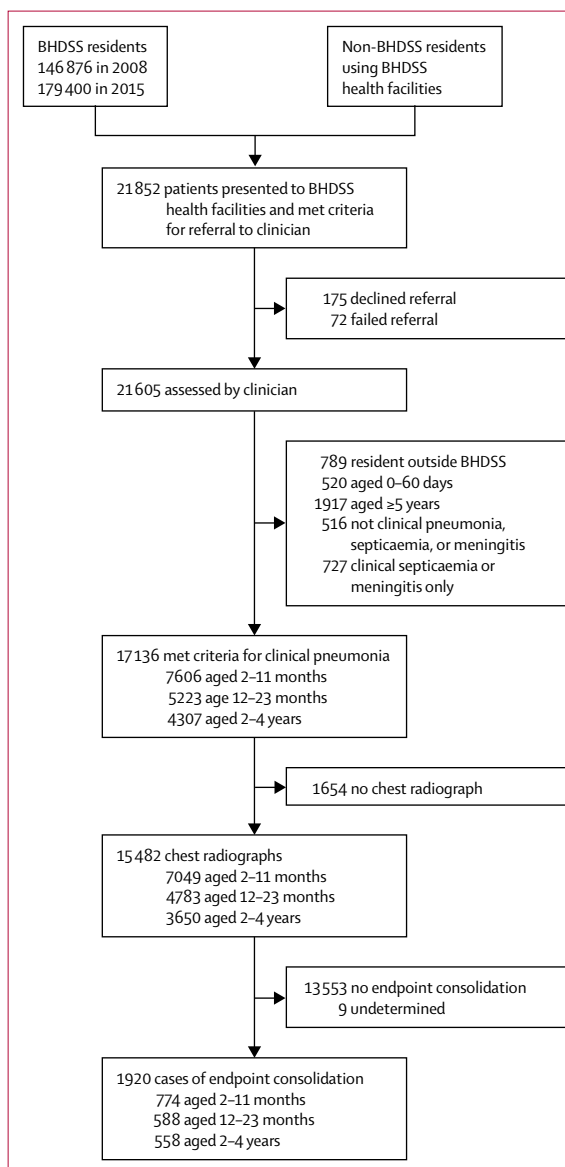 BHDSS residents
146 876 in 2008
179 400 in 2015
Non-BHDSS residents
using BHDSS
health facilities
21 852 patients presented to BHDSS
health facilities and met criteria
for referral to clinician
175 declined referral
72 failed referral
21 605 assessed by clinician
789 resident outside BHDSS
520 aged 0–60 days
1917 aged ≥5 years
516 not clinical pneumonia,
septicaemia, or meningitis
727 clinical septicaemia or
meningitis only
17 136 met criteria for clinical pneumonia
7606 aged 2–11 months
5223 age 12–23 months
4307 aged 2–4 years
1654 no chest radiograph
15 482 chest radiographs
7049 aged 2–11 months
4783 aged 12–23 months
3650 aged 2–4 years
13 553 no endpoint consolidation
9 undetermined
1920 cases of endpoint consolidation
774 aged 2–11 months
588 aged 12–23 months
558 aged 2–4 years